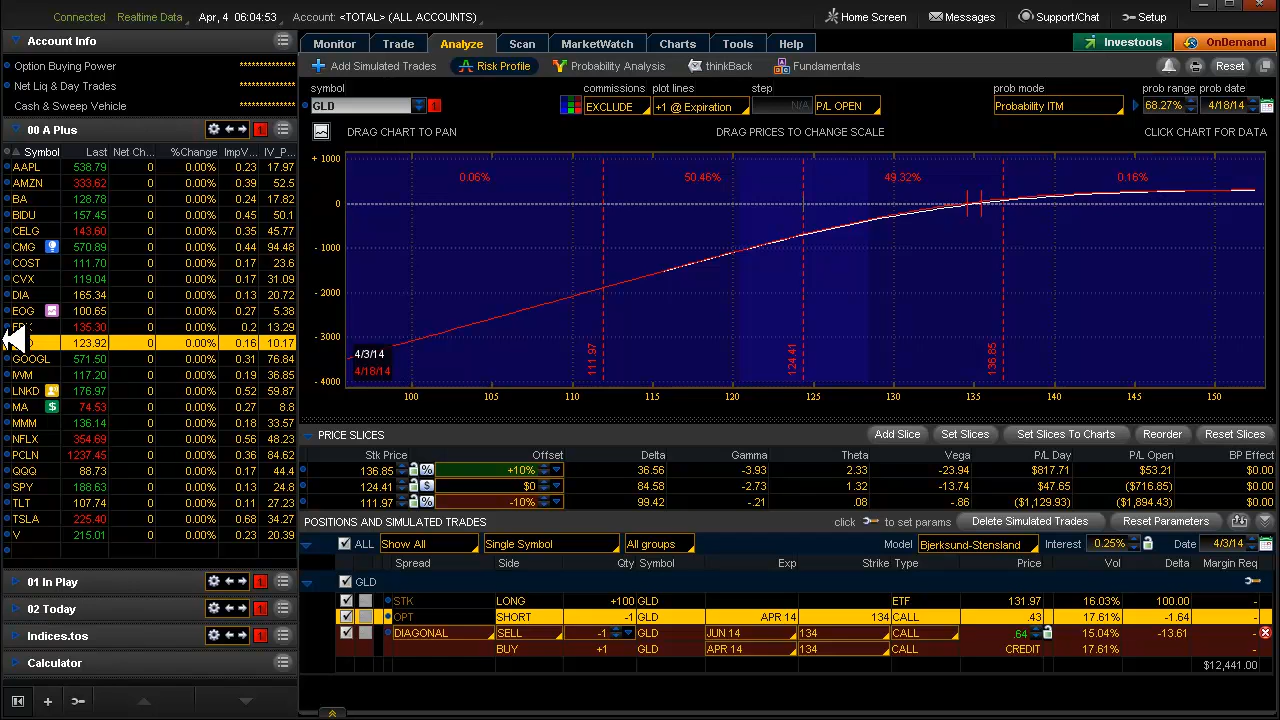 Connected Realtime Data Apr, 4 06:04:53 Account: <TOTAL> (ALL ACCOUNTS) Home Screen Messages Support/Chat Setup
Account Info Monitor Trade Analyze Scan MarketWatch Charts Tools Help Investools OnDemand
Option Buying Power ************** Add Simulated Trades Risk Profile Probability Analysis thinkBack Fundamentals Reset
Net Liq & Day Trades **************
Cash & Sweep Vehicle **************
symbol commissions plot lines step prob mode prob range prob date
GLD 1 EXCLUDE +1 @ Expiration N/A P/L OPEN Probability ITM 68.27% 4/18/14
00 A Plus 1
DRAG CHART TO PAN DRAG PRICES TO CHANGE SCALE CLICK CHART FOR DATA
Symbol Last Net Ch... %Change ImpV... IV_P...
AAPL 538.79 0 0.00% 0.23 17.97
AMZN 333.62 0 0.00% 0.39 52.5
BA 128.78 0 0.00% 0.24 17.82
BIDU 157.45 0 0.00% 0.45 50.1
CELG 143.60 0 0.00% 0.35 45.77
CMG 570.89 0 0.00% 0.44 94.48
COST 111.70 0 0.00% 0.17 23.6
CVX 119.04 0 0.00% 0.17 31.09
DIA 165.34 0 0.00% 0.13 20.72
EOG 100.65 0 0.00% 0.27 5.38
135.30 0 0.00% 0.2 13.29
123.92 0 0.00% 0.16 10.17
GOOGL 571.50 0 0.00% 0.31 76.84
IWM 117.20 0 0.00% 0.19 36.85
LNKD 176.97 0 0.00% 0.52 59.87
MA $ 74.53 0 0.00% 0.27 8.8
MMM 136.14 0 0.00% 0.18 33.57
NFLX 354.69 0 0.00% 0.56 48.23
PCLN 1237.45 0 0.00% 0.36 84.62
QQQ 88.73 0 0.00% 0.17 44.4
SPY 188.63 0 0.00% 0.13 24.8
TLT 107.74 0 0.00% 0.11 27.23
TSLA 225.40 0 0.00% 0.68 34.27
V 215.01 0 0.00% 0.23 20.39
01 In Play 1
02 Today 1
Indices.tos 1
Calculator
+ 1000
0
- 1000
- 2000
- 3000
- 4000
0.06% 50.46% 49.32% 0.16%
111.97 124.41 136.85
4/3/14
4/18/14
100 105 110 115 120 125 130 135 140 145 150
PRICE SLICES Add Slice Set Slices Set Slices To Charts Reorder Reset Slices
Stk Price Offset Delta Gamma Theta Vega P/L Day P/L Open BP Effect
136.85 % +10% 36.56 -3.93 2.33 -23.94 $817.71 $53.21 $0.00
124.41 $ $0 84.58 -2.73 1.32 -13.74 $47.65 ($716.85) $0.00
111.97 % -10% 99.42 -.21 .08 -.86 ($1,129.93) ($1,894.43) $0.00
POSITIONS AND SIMULATED TRADES click to set params Delete Simulated Trades Reset Parameters
ALL Show All Single Symbol All groups Model Bjerksund-Stensland Interest 0.25% Date 4/3/14
Spread Side Qty Symbol Exp Strike Type Price Vol Delta Margin Req
GLD
STK LONG +100 GLD ETF 131.97 16.03% 100.00 -
OPT SHORT -1 GLD APR 14 134 CALL .43 17.61% -1.64 -
DIAGONAL SELL -1 GLD JUN 14 134 CALL .64 15.04% -13.61 -
BUY +1 GLD APR 14 134 CALL CREDIT 17.61% -
$12,441.00